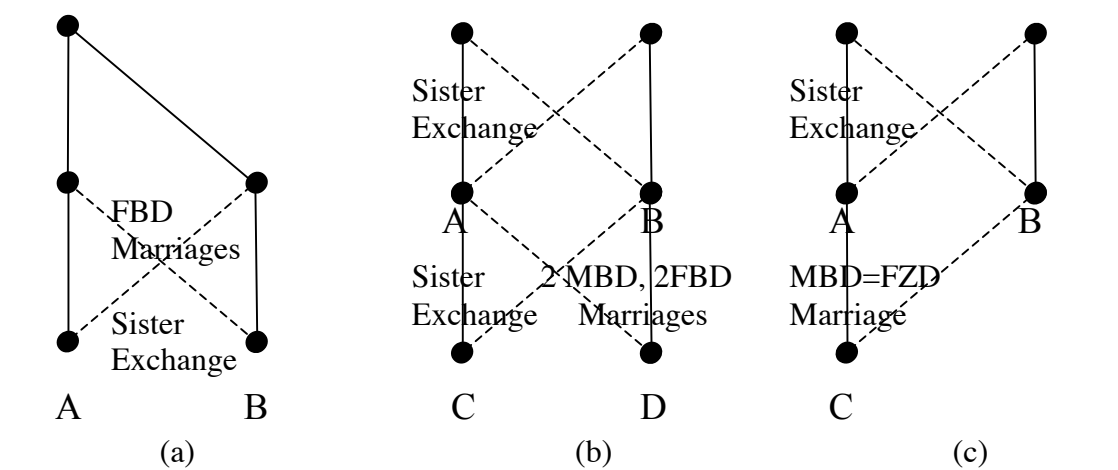 FBD
Marriages
Sister
Exchange
A B
(a)
Sister
Exchange
A B
Sister 2 MBD, 2FBD
Exchange Marriages
C D
(b)
Sister
Exchange
A B
MBD=FZD
Marriage
C
(c)